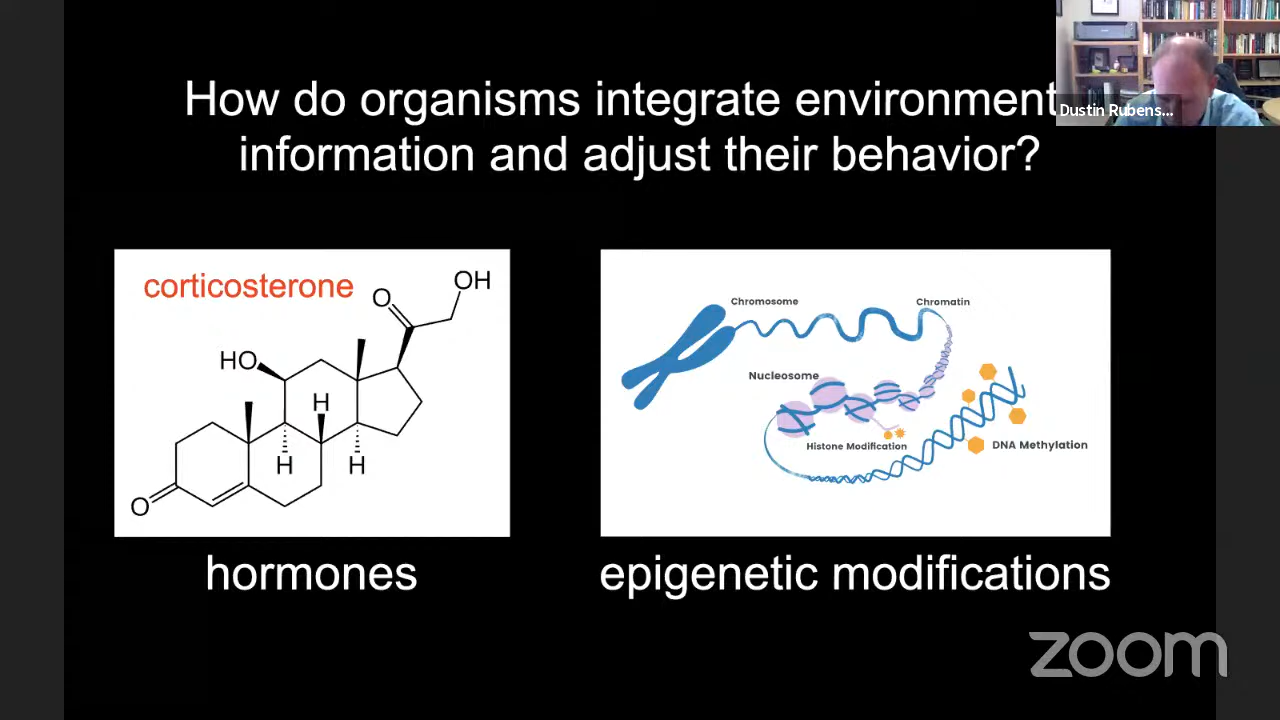 How do organisms integrate environment
information and adjust their behavior?
Dustin Rubens...
corticosterone
O
OH
HO
H
H
H
O
Chromosome
Chromatin
Nucleosome
Histone Modification
DNA Methylation
hormones
epigenetic modifications
zoom